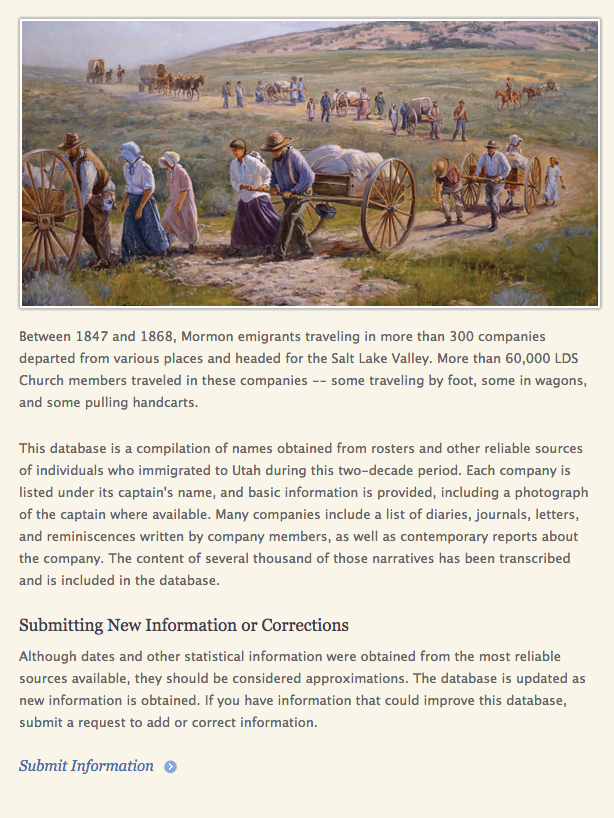 Between 1847 and 1868, Mormon emigrants traveling in more than 300 companies
departed from various places and headed for the Salt Lake Valley. More than 60,000 LDS
Church members traveled in these companies -- some traveling by foot, some in wagons,
and some pulling handcarts.
This database is a compilation of names obtained from rosters and other reliable sources
of individuals who immigrated to Utah during this two-decade period. Each company is
listed under its captain's name, and basic information is provided, including a photograph
of the captain where available. Many companies include a list of diaries, journals, letters,
and reminiscences written by company members, as well as contemporary reports about
the company. The content of several thousand of those narratives has been transcribed
and is included in the database.
Submitting New Information or Corrections
Although dates and other statistical information were obtained from the most reliable
sources available, they should be considered approximations. The database is updated as
new information is obtained. If you have information that could improve this database,
submit a request to add or correct information.
Submit Information